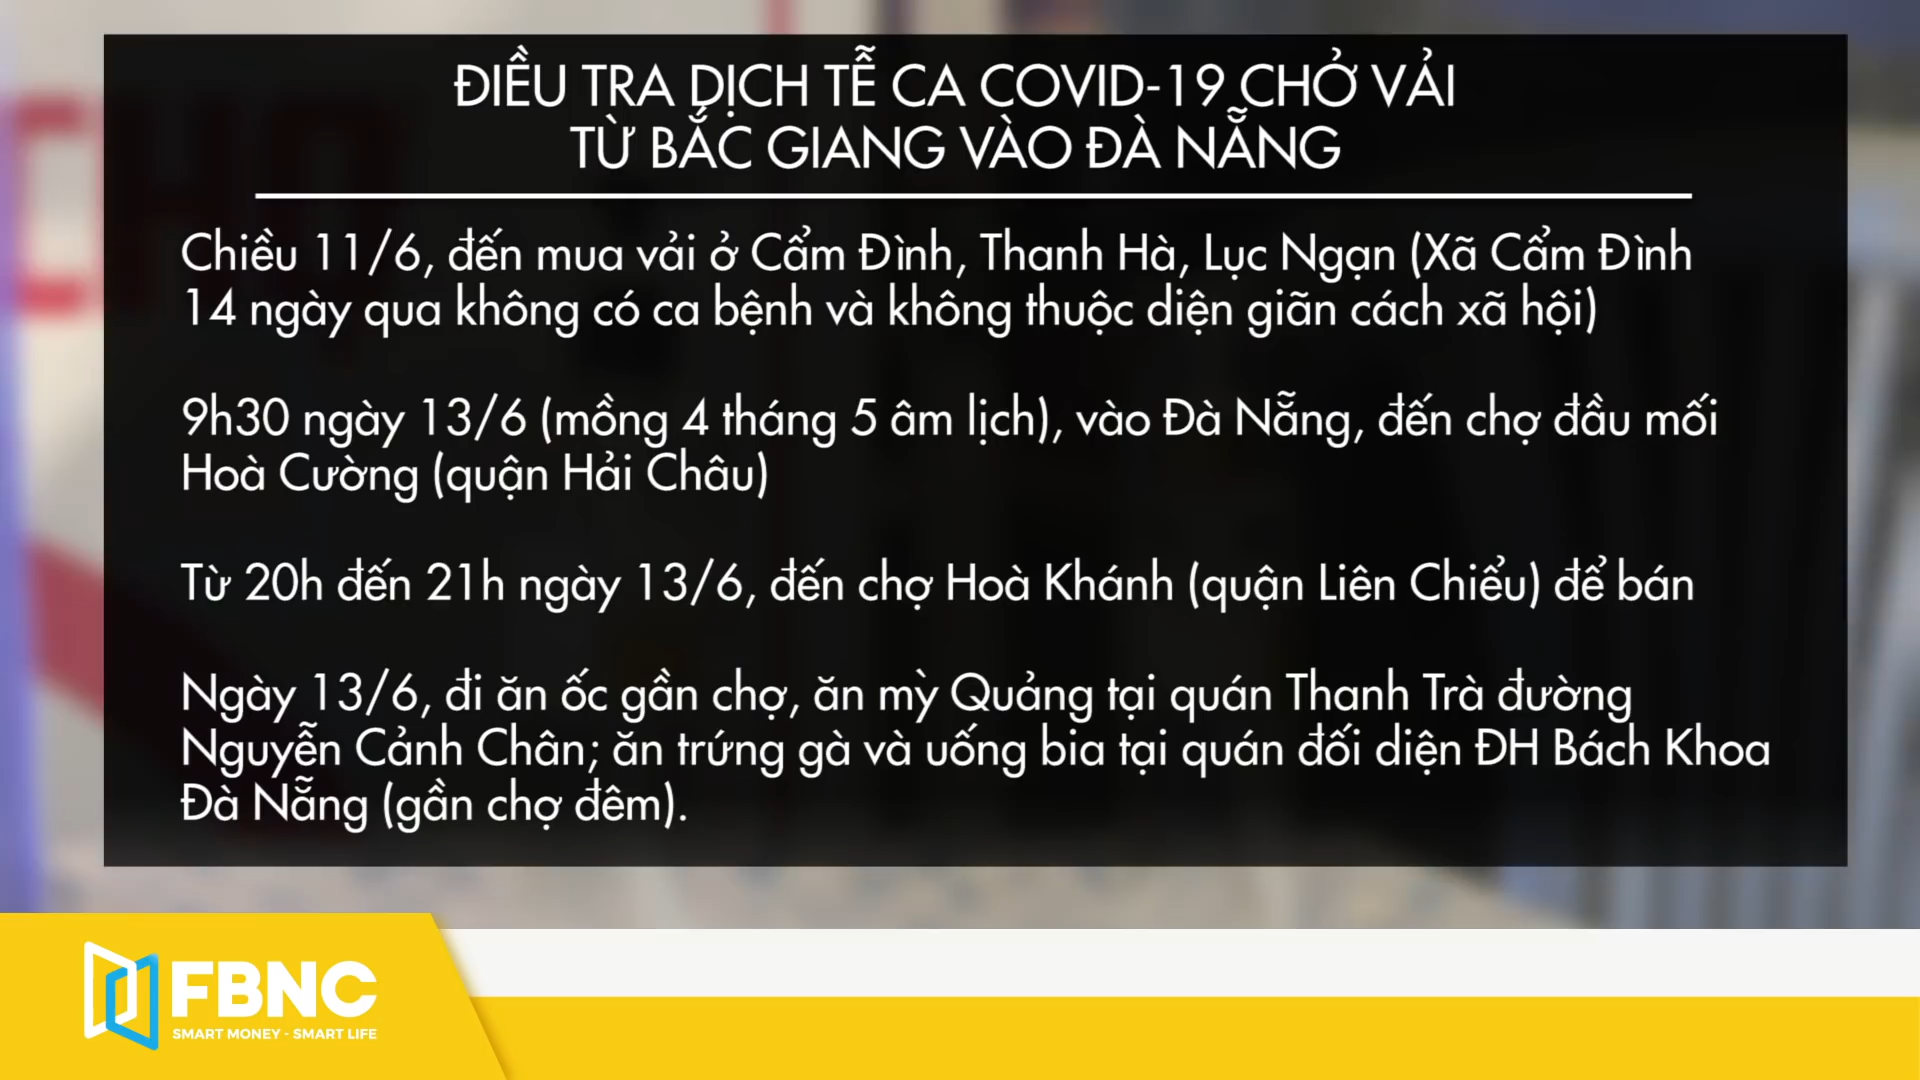 ĐIỀU TRA DỊCH TỄ CA COVID-19 CHỞ VẢI
TỪ BẮC GIANG VÀO ĐÀ NẴNG
Chiều 11/6, đến mua vải ở Cẩm Đình, Thanh Hà, Lục Ngạn (Xã Cẩm Đình
14 ngày qua không có ca bệnh và không thuộc diện giãn cách xã hội)
9h30 ngày 13/6 (mồng 4 tháng 5 âm lịch), vào Đà Nẵng, đến chợ đầu mối
Hoà Cường (quận Hải Châu)
Từ 20h đến 21h ngày 13/6, đến chợ Hoà Khánh (quận Liên Chiểu) để bán
Ngày 13/6, đi ăn ốc gần chợ, ăn mỳ Quảng tại quán Thanh Trà đường
Nguyễn Cảnh Chân; ăn trứng gà và uống bia tại quán đối diện ĐH Bách Khoa
Đà Nẵng (gần chợ đêm).
FBNC
SMART MONEY - SMART LIFE